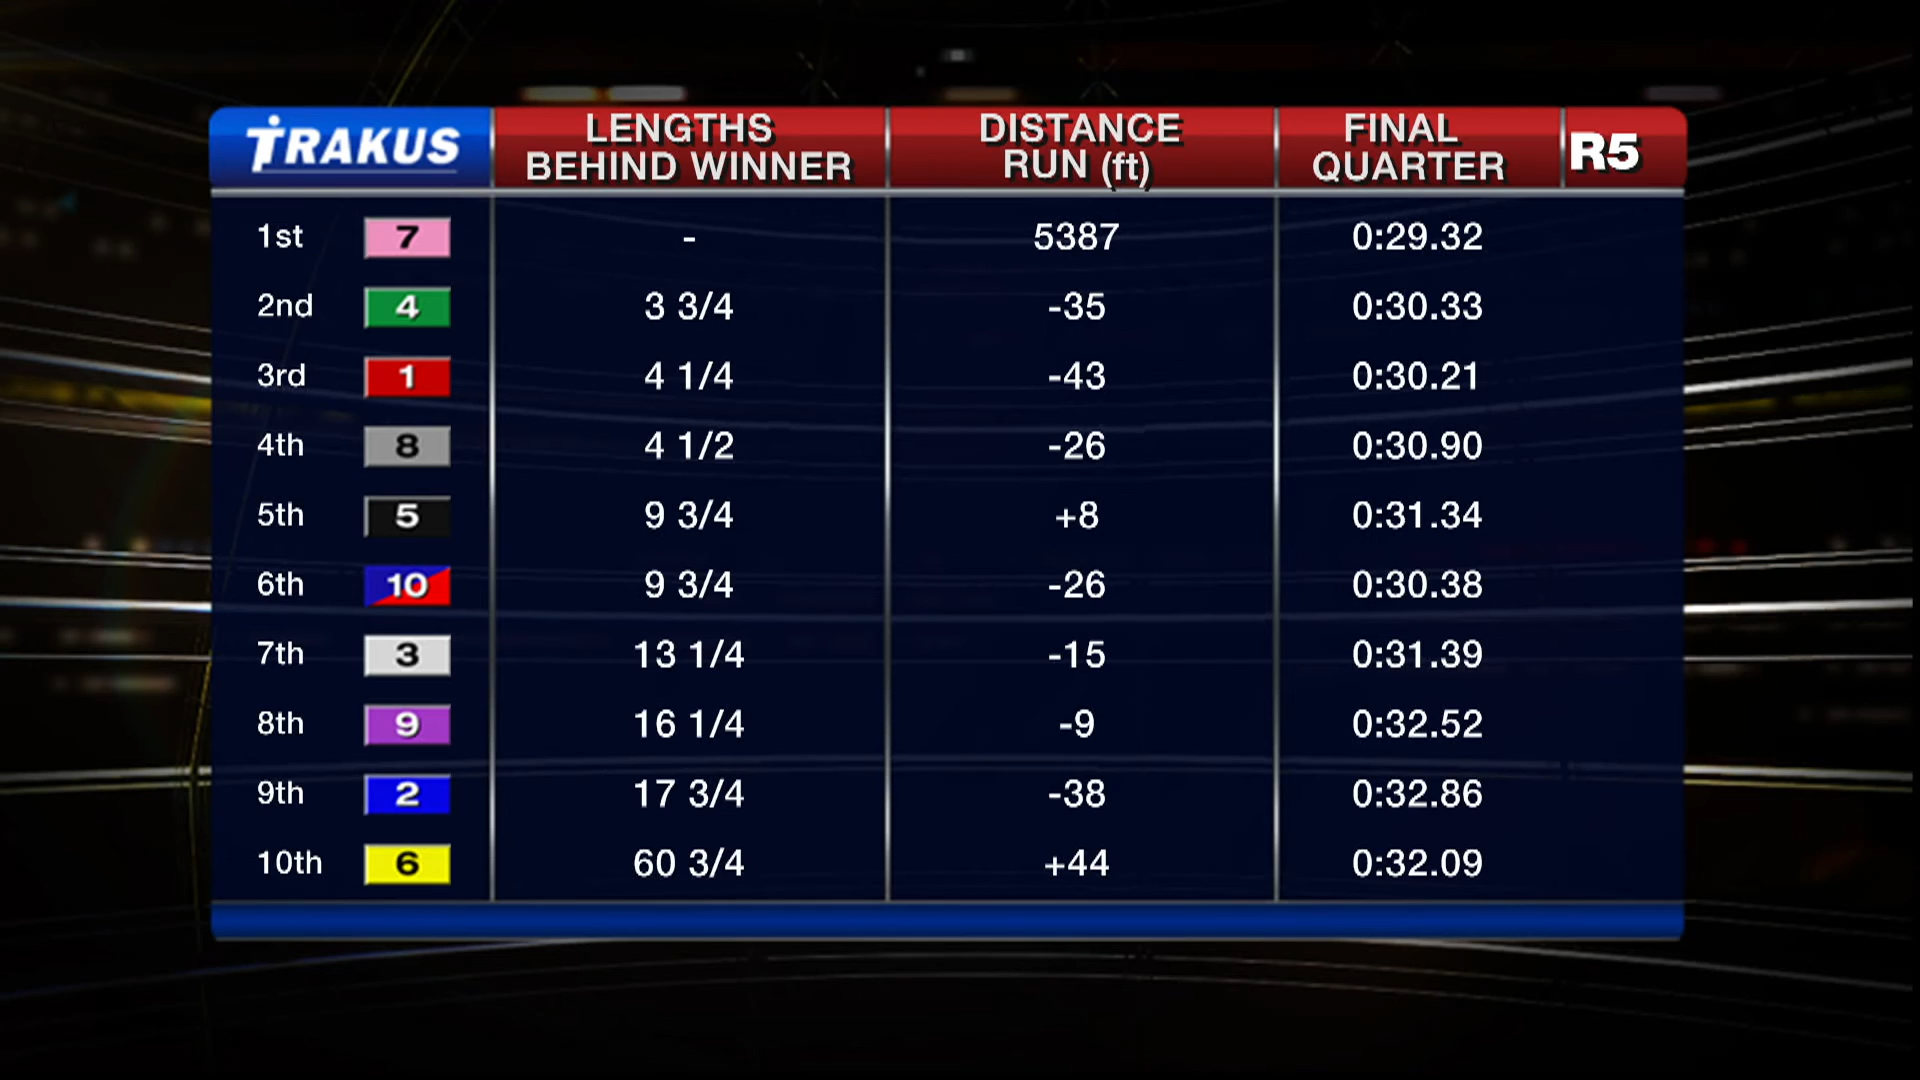 TRAKUS
LENGTHS
BEHIND WINNER
DISTANCE
RUN (ft)
FINAL
QUARTER
R5
1st 7 - 5387 0:29.32
2nd 4 3 3/4 -35 0:30.33
3rd 1 4 1/4 -43 0:30.21
4th 8 4 1/2 -26 0:30.90
5th 5 9 3/4 +8 0:31.34
6th 10 9 3/4 -26 0:30.38
7th 3 13 1/4 -15 0:31.39
8th 9 16 1/4 -9 0:32.52
9th 2 17 3/4 -38 0:32.86
10th 6 60 3/4 +44 0:32.09